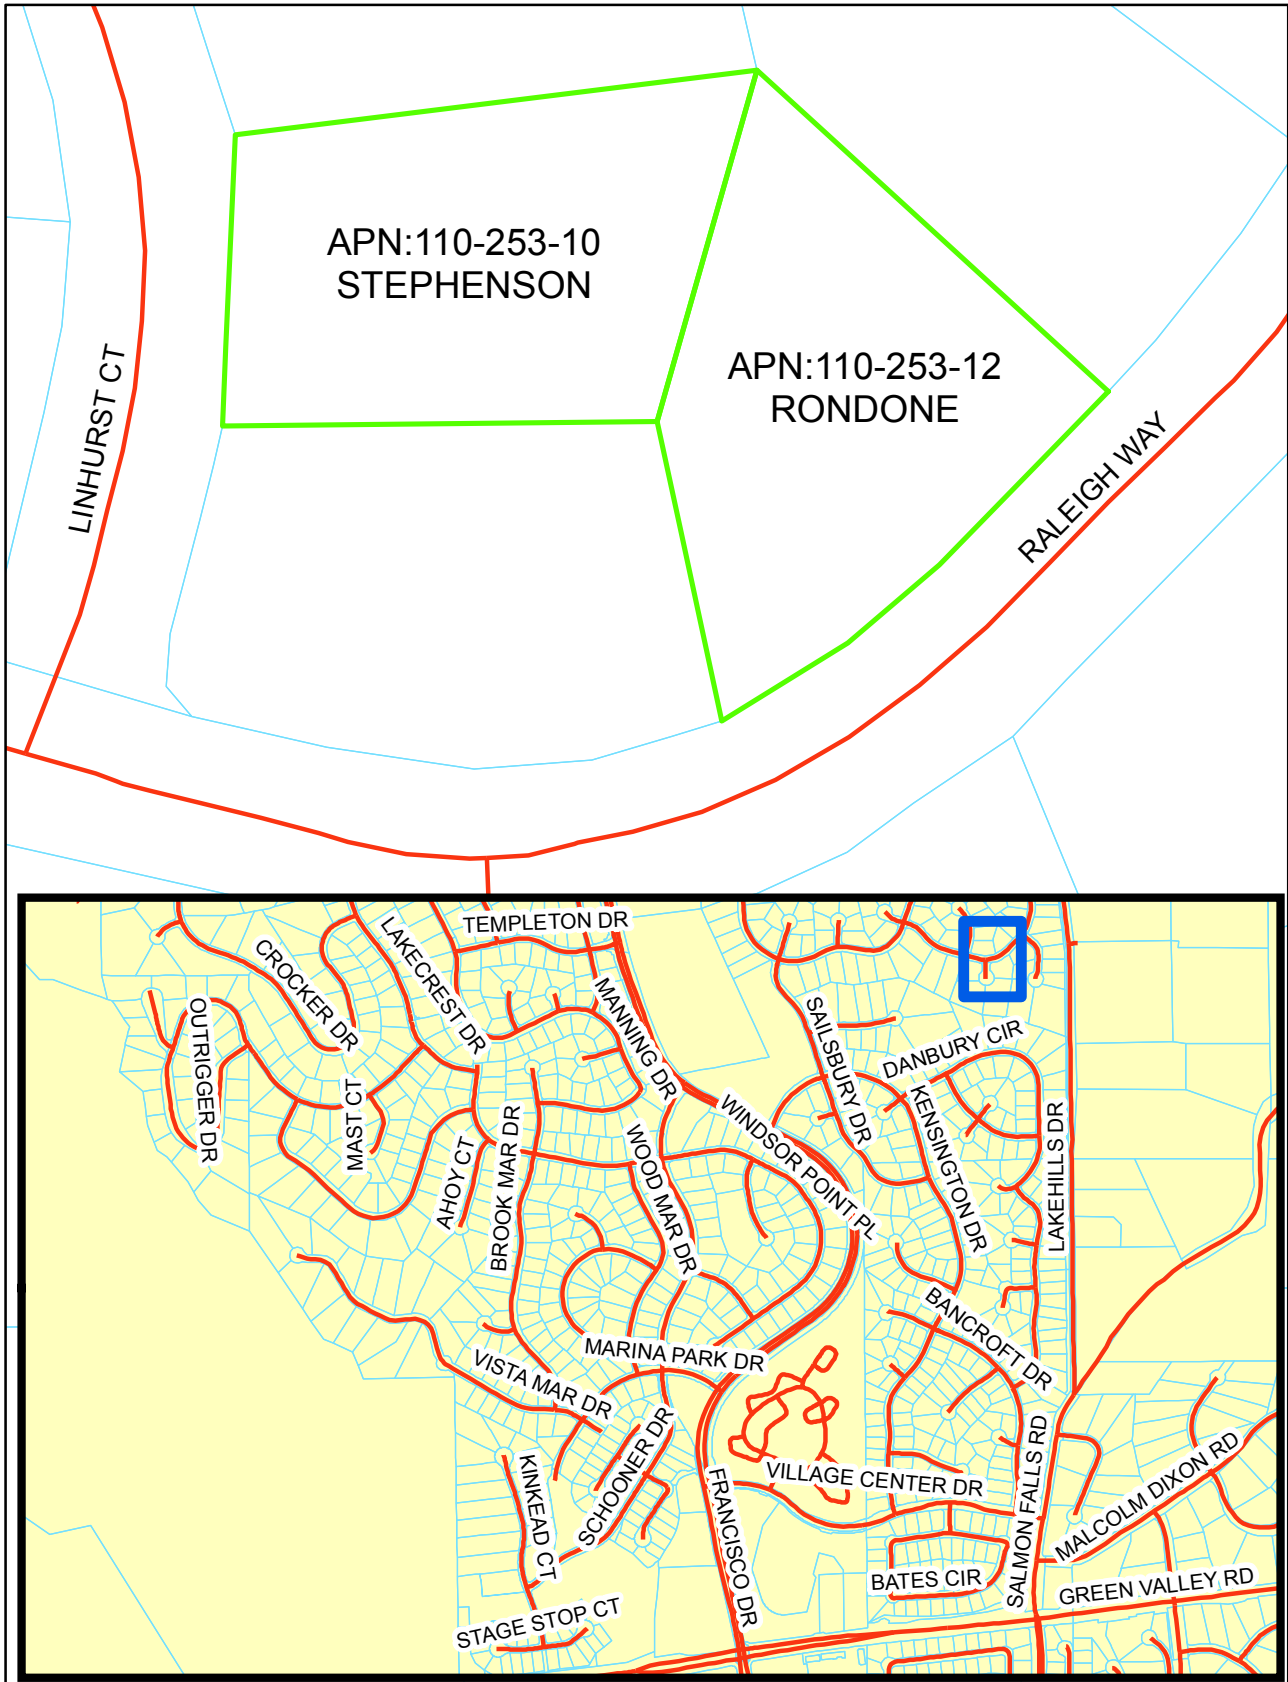 APN:110-253-10
STEPHENSON
APN:110-253-12
RONDONE
LINHURST CT
RALEIGH WAY
TEMPLETON DR
LAKECREST DR
CROCKER DR
OUTRIGGER DR
MANNING DR
SAILSBURY DR
DANBURY CIR
MAST CT
AHOY CT
BROOK MAR DR
WOOD MAR DR
WINDSOR POINT PL
KENSINGTON DR
LAKEHILLS DR
BANCROFT DR
MARINA PARK DR
VISTA MAR DR
SCHOONER DR
KINKEAD CT
FRANCISCO DR
VILLAGE CENTER DR
SALMON FALLS RD
MALCOLM DIXON RD
BATES CIR
GREEN VALLEY RD
STAGE STOP CT